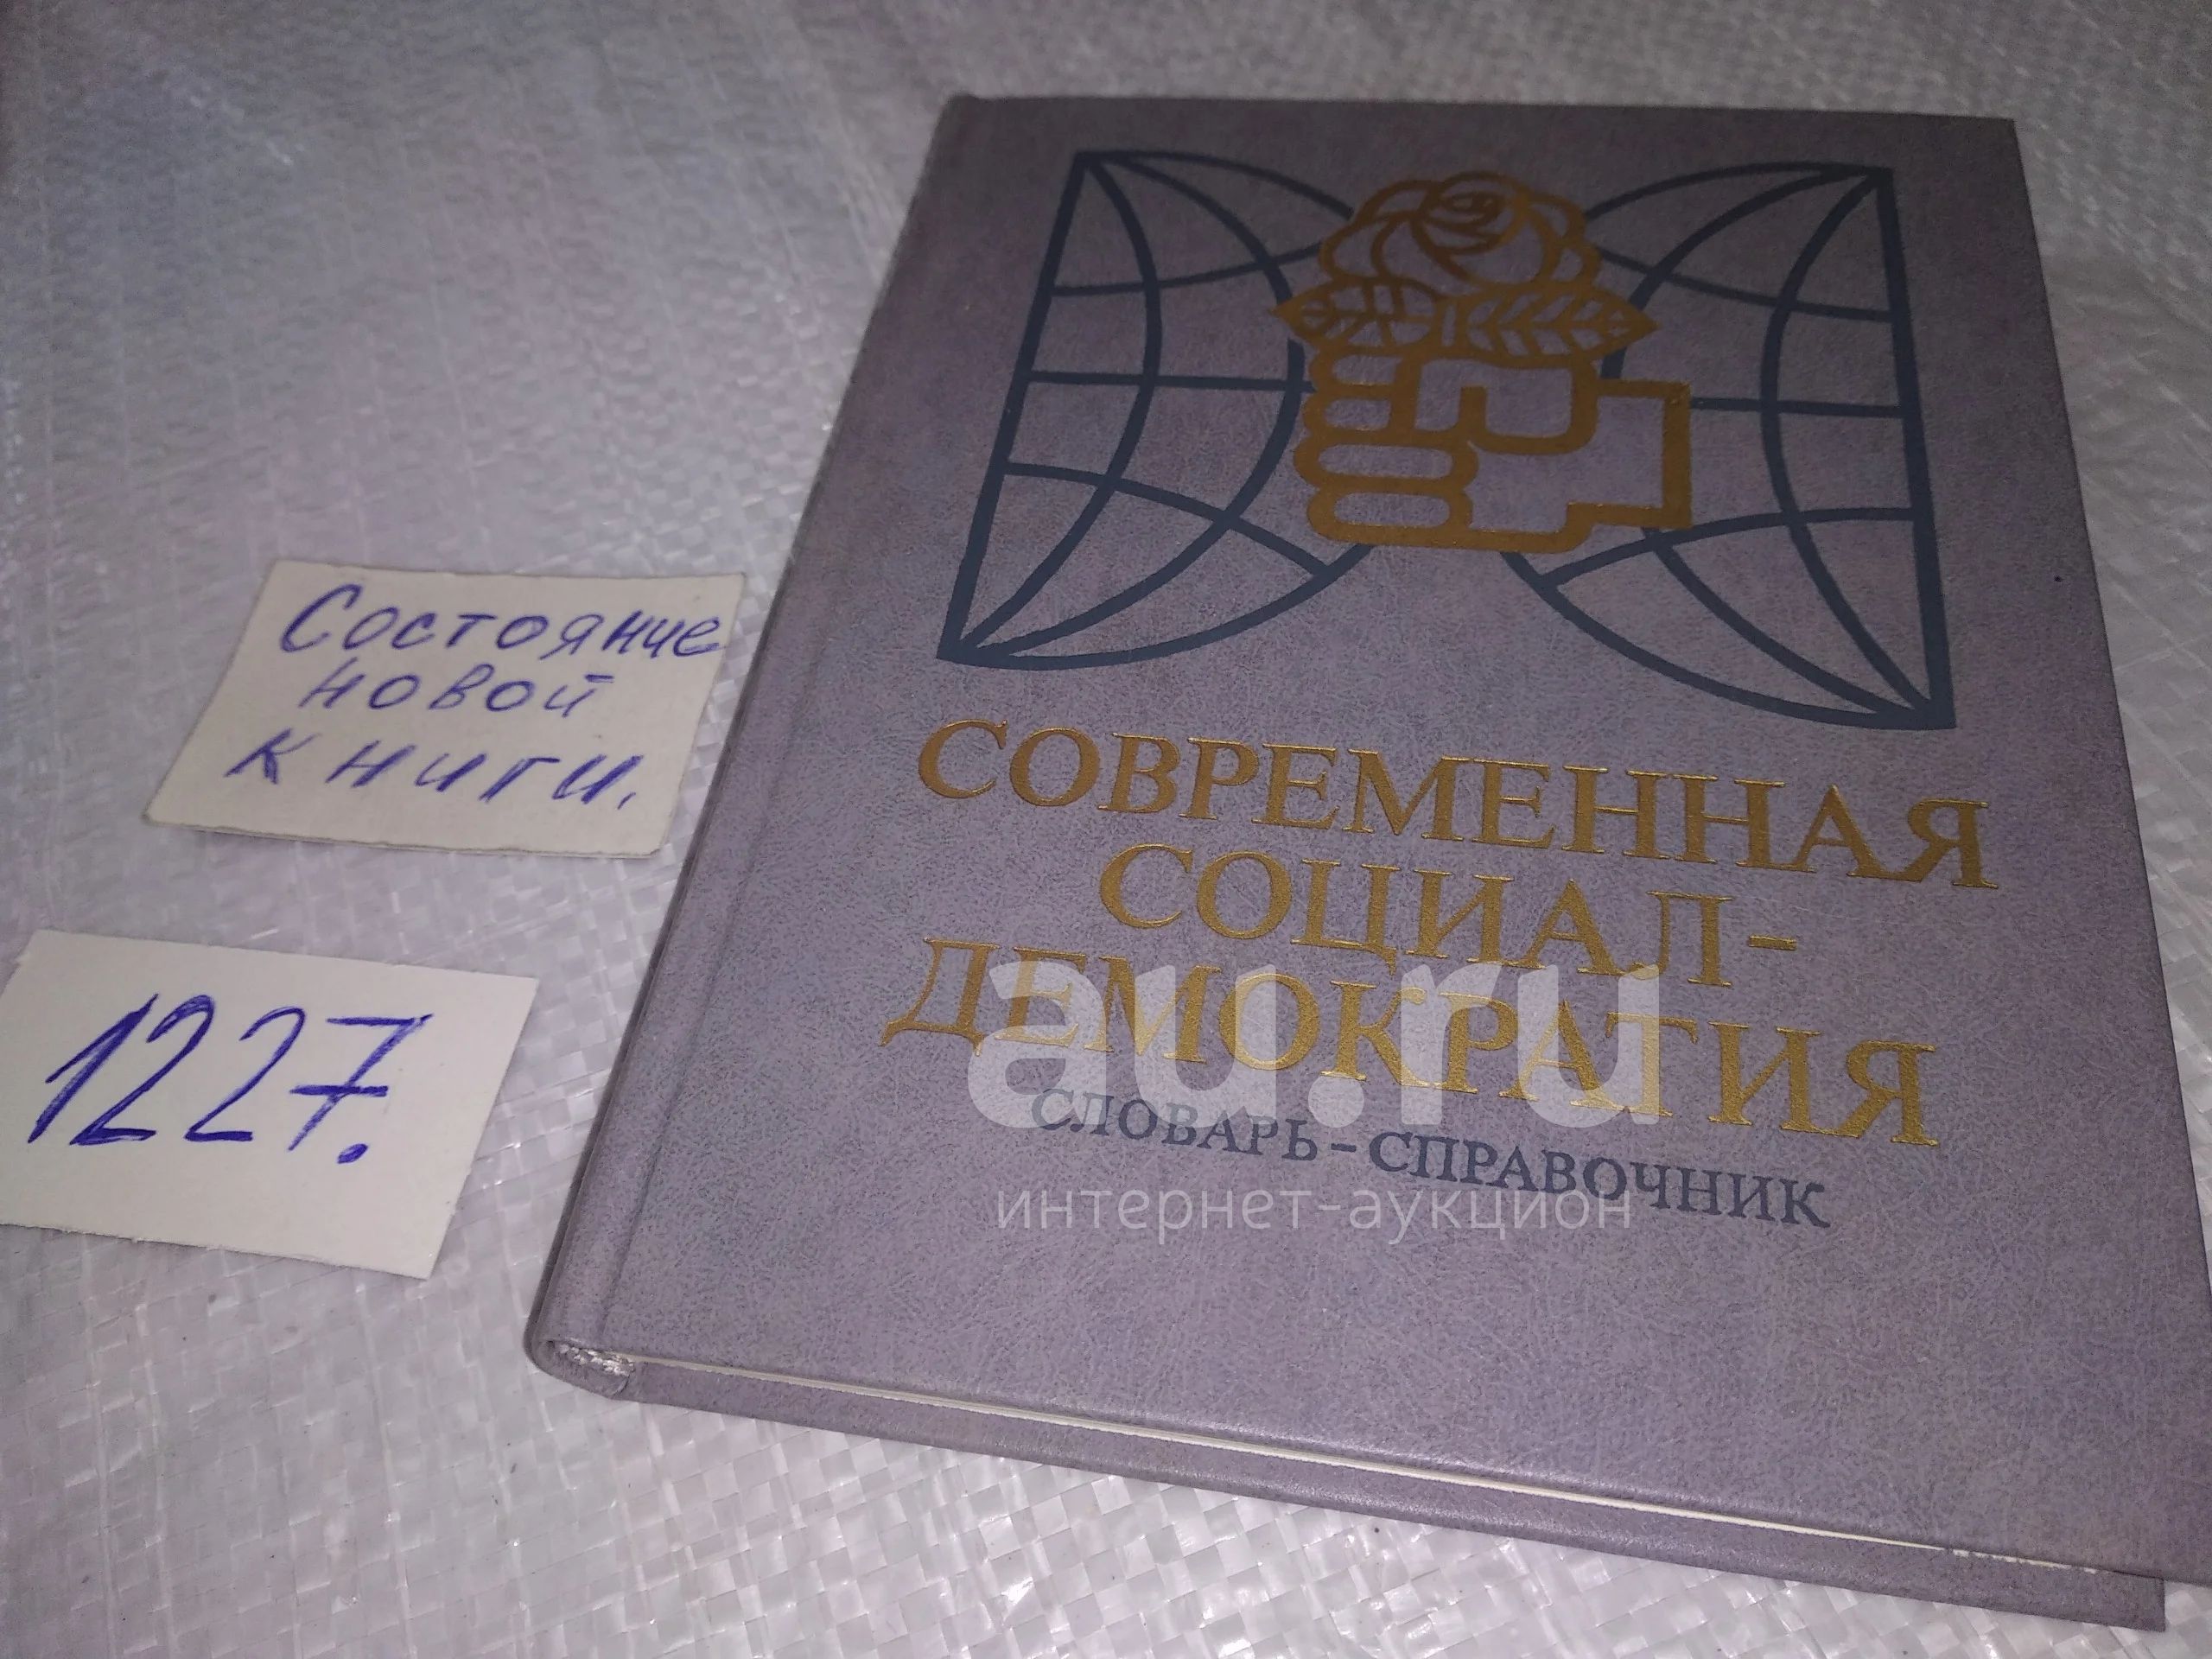 Состояние
новой
книги.
1227.
СОВРЕМЕННАЯ
СОЦИАЛ-
ДЕМОКРАТИЯ
СЛОВАРЬ-СПРАВОЧНИК
au.ru
интернет-аукцион